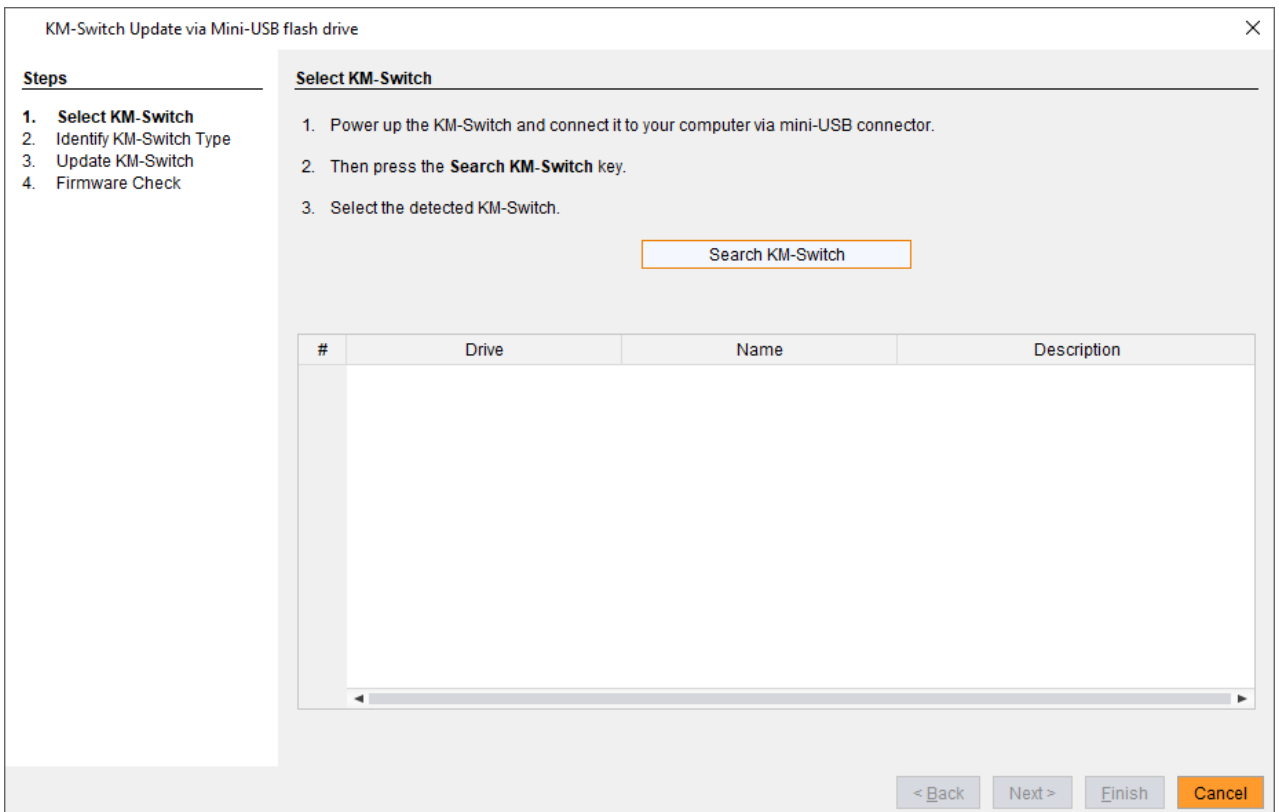 KM-Switch Update via Mini-USB flash drive
Steps
1. Select KM-Switch
2. Identify KM-Switch Type
3. Update KM-Switch
4. Firmware Check
Select KM-Switch
1. Power up the KM-Switch and connect it to your computer via mini-USB connector.
2. Then press the Search KM-Switch key.
3. Select the detected KM-Switch.
Search KM-Switch
# Drive Name Description
< Back Next > Finish Cancel